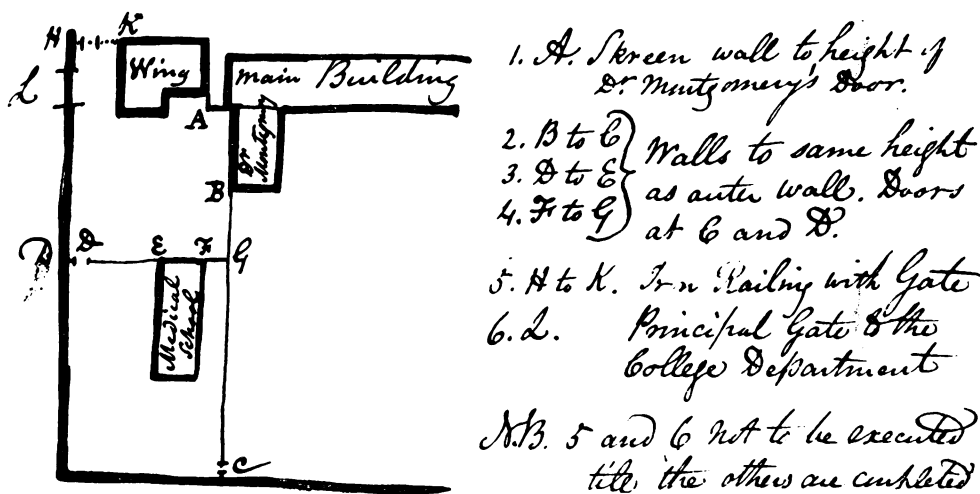 H K
Wing
main Building
L
A
Dr Montgomery
B
D D E F G
Medical
School
C
1. A. Skreen wall to height of
Dr Montgomery's Door.
2. B to C
3. D to E
4. F to G
Walls to same height
as outer wall. Doors
at C and D.
5. H to K. Iron Railing with Gate
6. L. Principal Gate to the
College Department
N.B. 5 and 6 not to be executed
till the others are completed